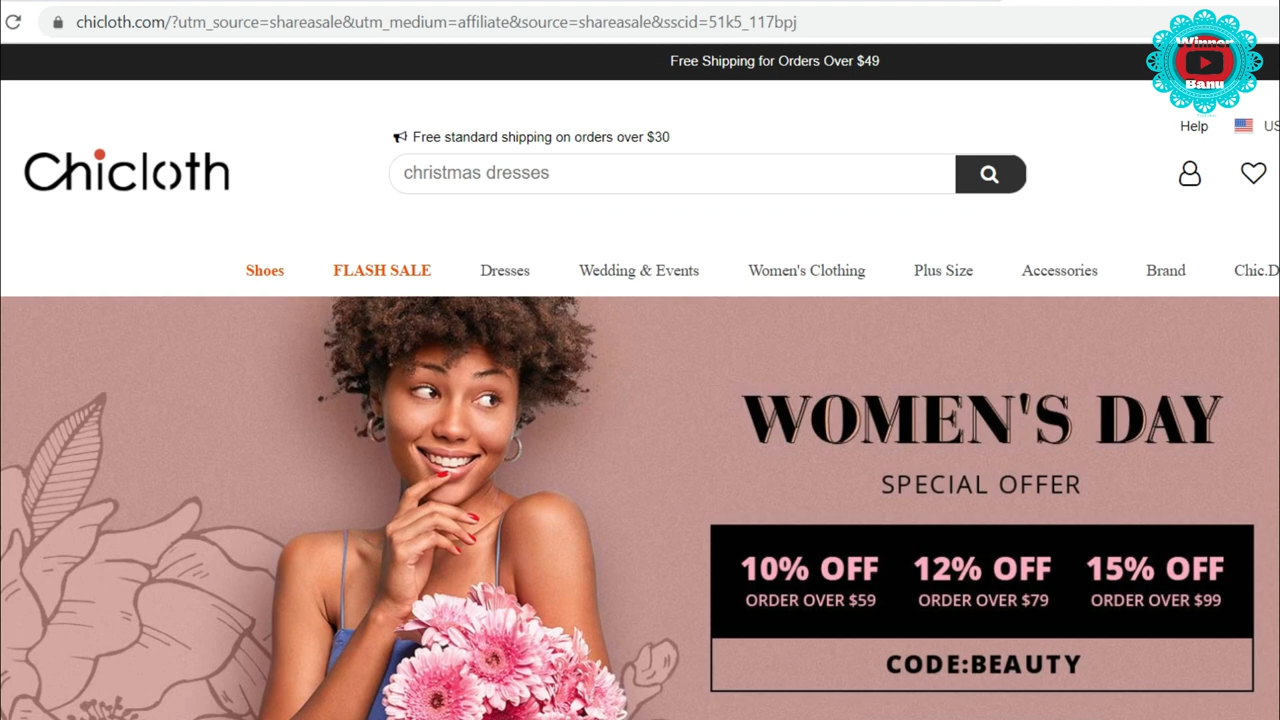 chicloth.com/?utm_source=shareasale&utm_medium=affiliate&source=shareasale&sscid=51k5_117bpj
Winner
Banu
Free Shipping for Orders Over $49
Help US
Free standard shipping on orders over $30
Chicloth
christmas dresses
Shoes FLASH SALE Dresses Wedding & Events Women's Clothing Plus Size Accessories Brand Chic.D
WOMEN'S DAY
SPECIAL OFFER
10% OFF 12% OFF 15% OFF
ORDER OVER $59 ORDER OVER $79 ORDER OVER $99
CODE:BEAUTY